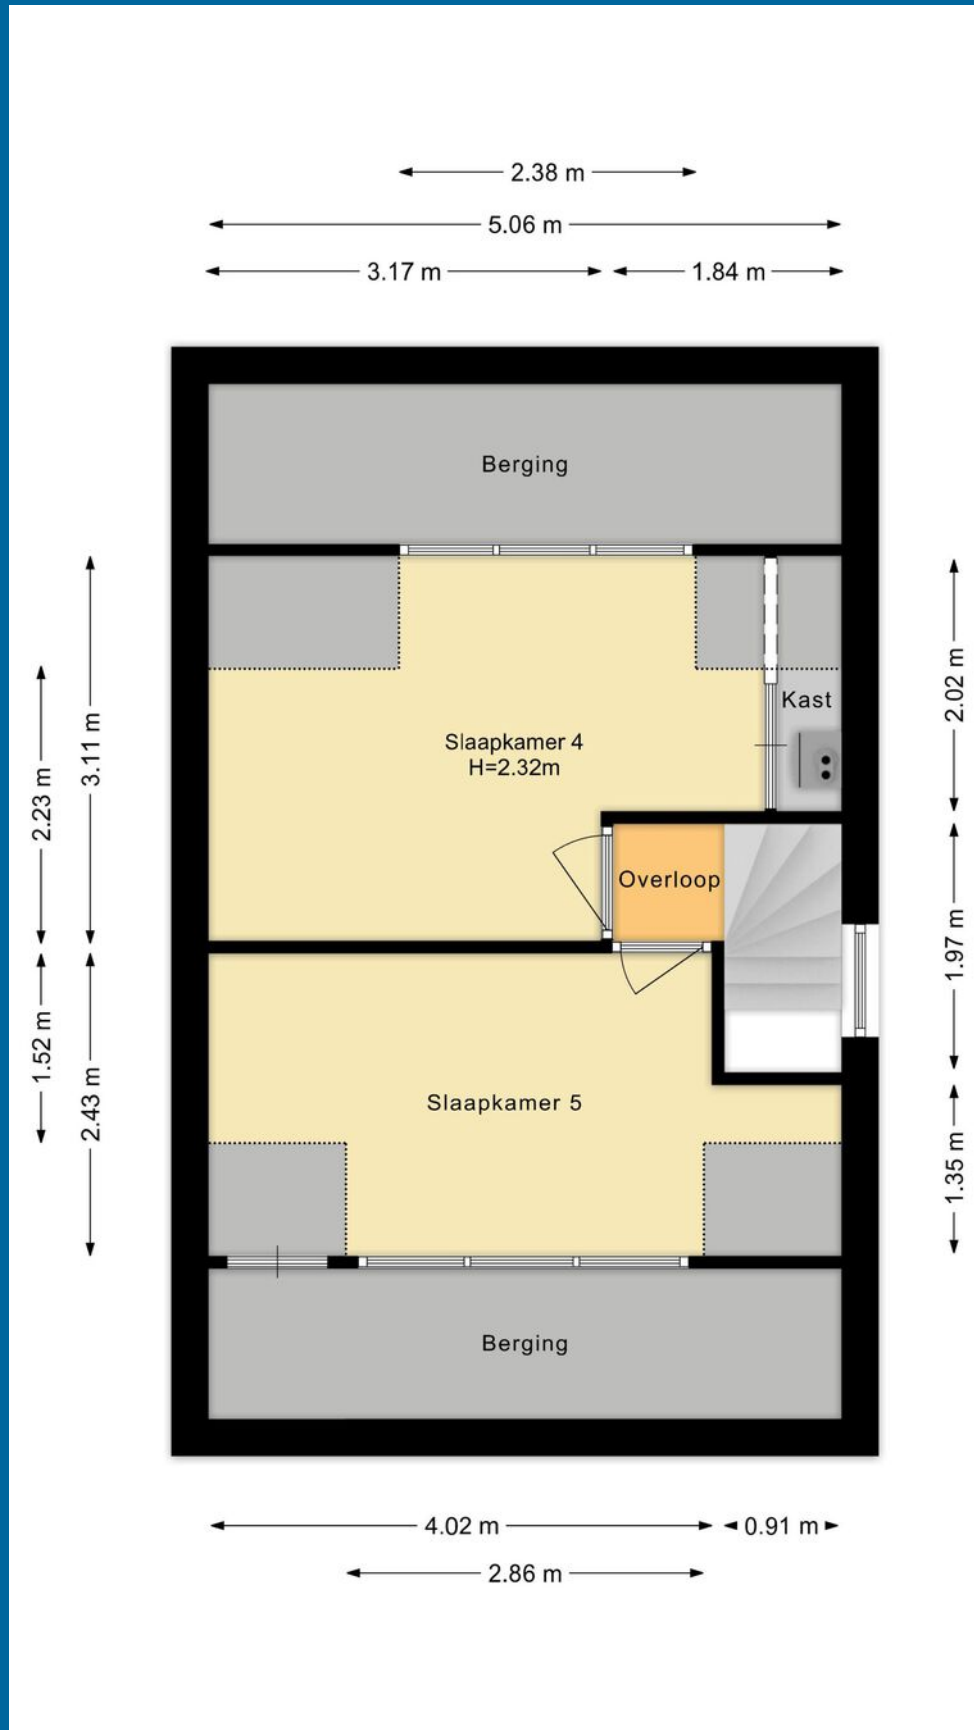 2.38 m
5.06 m
3.17 m
1.84 m
Berging
Slaapkamer 4
H=2.32m
Kast
Overloop
Slaapkamer 5
Berging
3.11 m
2.23 m
1.52 m
2.43 m
2.02 m
1.97 m
1.35 m
4.02 m
0.91 m
2.86 m